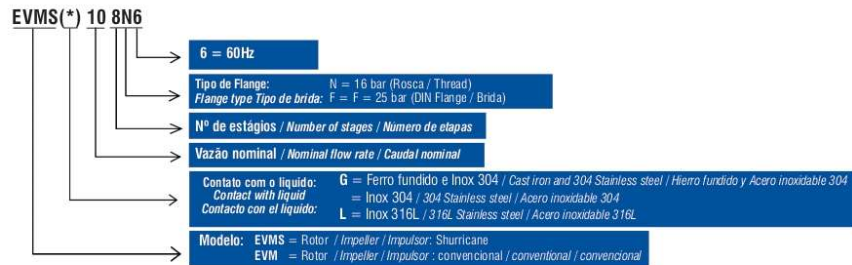 EVMS(*) 10 8N6
6 = 60Hz
Tipo de Flange: N = 16 bar (Rosca / Thread)
Flange type Tipo de brida: F = F = 25 bar (DIN Flange / Brida)
Nº de estágios / Number of stages / Número de etapas
Vazão nominal / Nominal flow rate / Caudal nominal
Contato com o liquido: G = Ferro fundido e Inox 304 / Cast iron and 304 Stainless steel / Hierro fundido y Acero inoxidable 304
Contact with liquid = Inox 304 / 304 Stainless steel / Acero inoxidable 304
Contacto con el líquido: L = Inox 316L / 316L Stainless steel / Acero inoxidable 316L
Modelo: EVMS = Rotor / Impeller / Impulsor: Shurricane
EVM = Rotor / Impeller / Impulsor : convencional / conventional / convencional